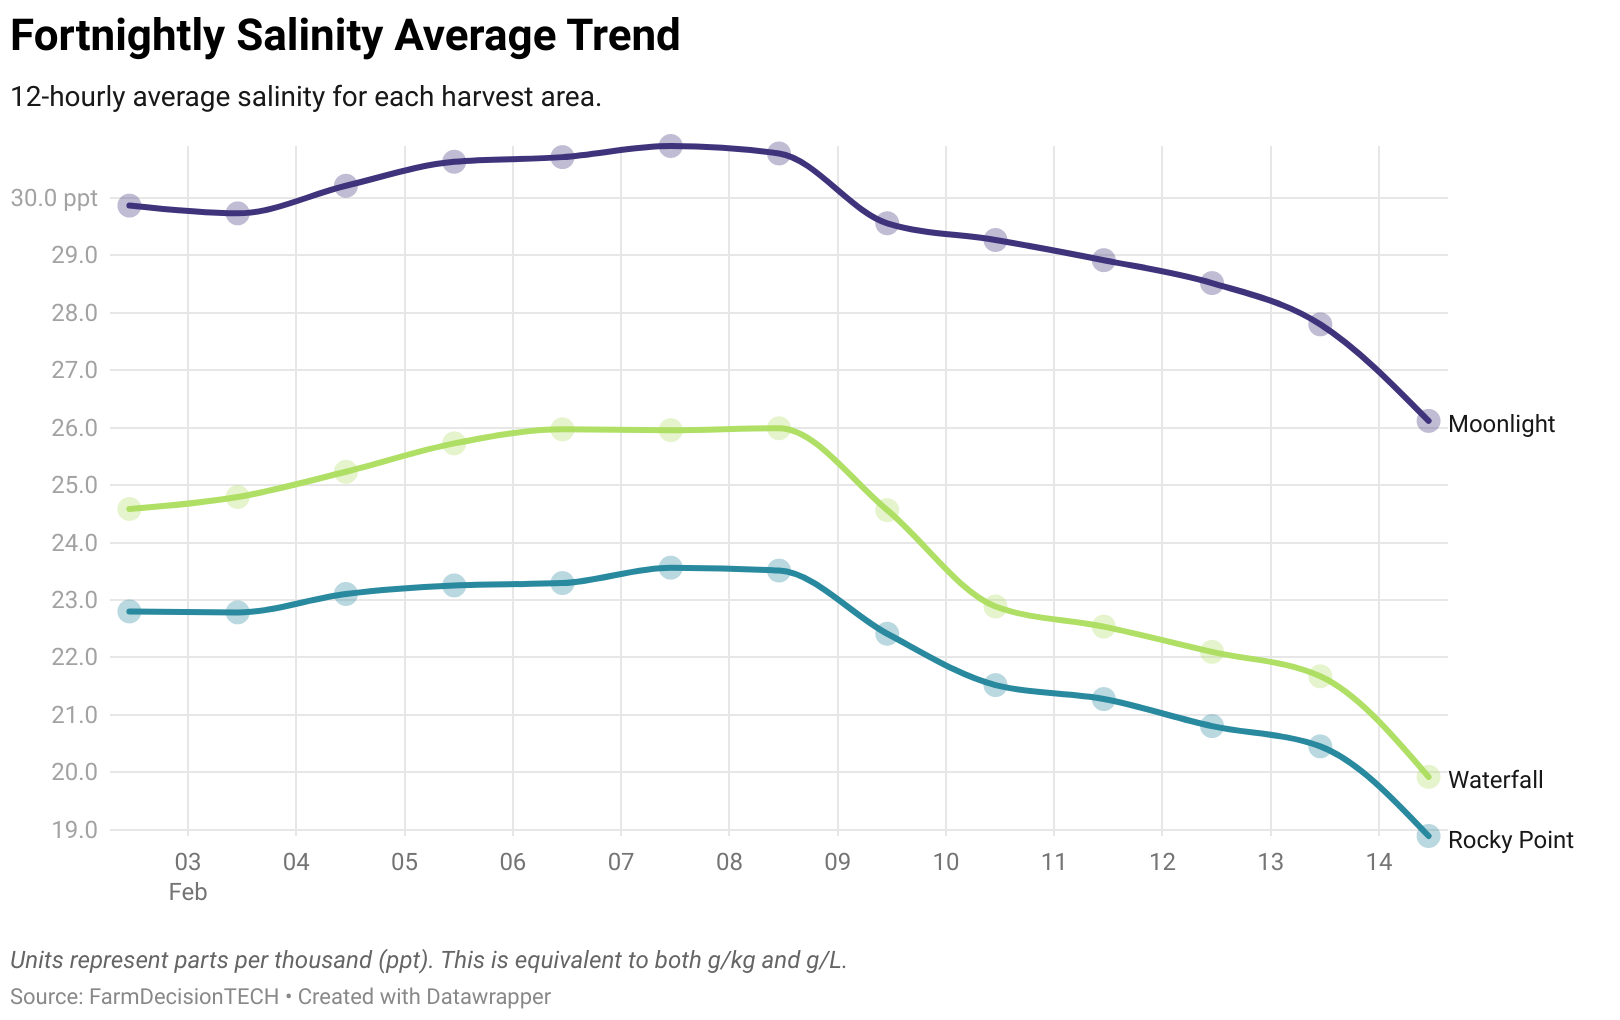 Fortnightly Salinity Average Trend
12-hourly average salinity for each harvest area.
30.0 ppt
29.0
28.0
27.0
26.0
25.0
24.0
23.0
22.0
21.0
20.0
19.0
Moonlight
Waterfall
Rocky Point
03 04 05 06 07 08 09 10 11 12 13 14
Feb
Units represent parts per thousand (ppt). This is equivalent to both g/kg and g/L.
Source: FarmDecisionTECH • Created with Datawrapper